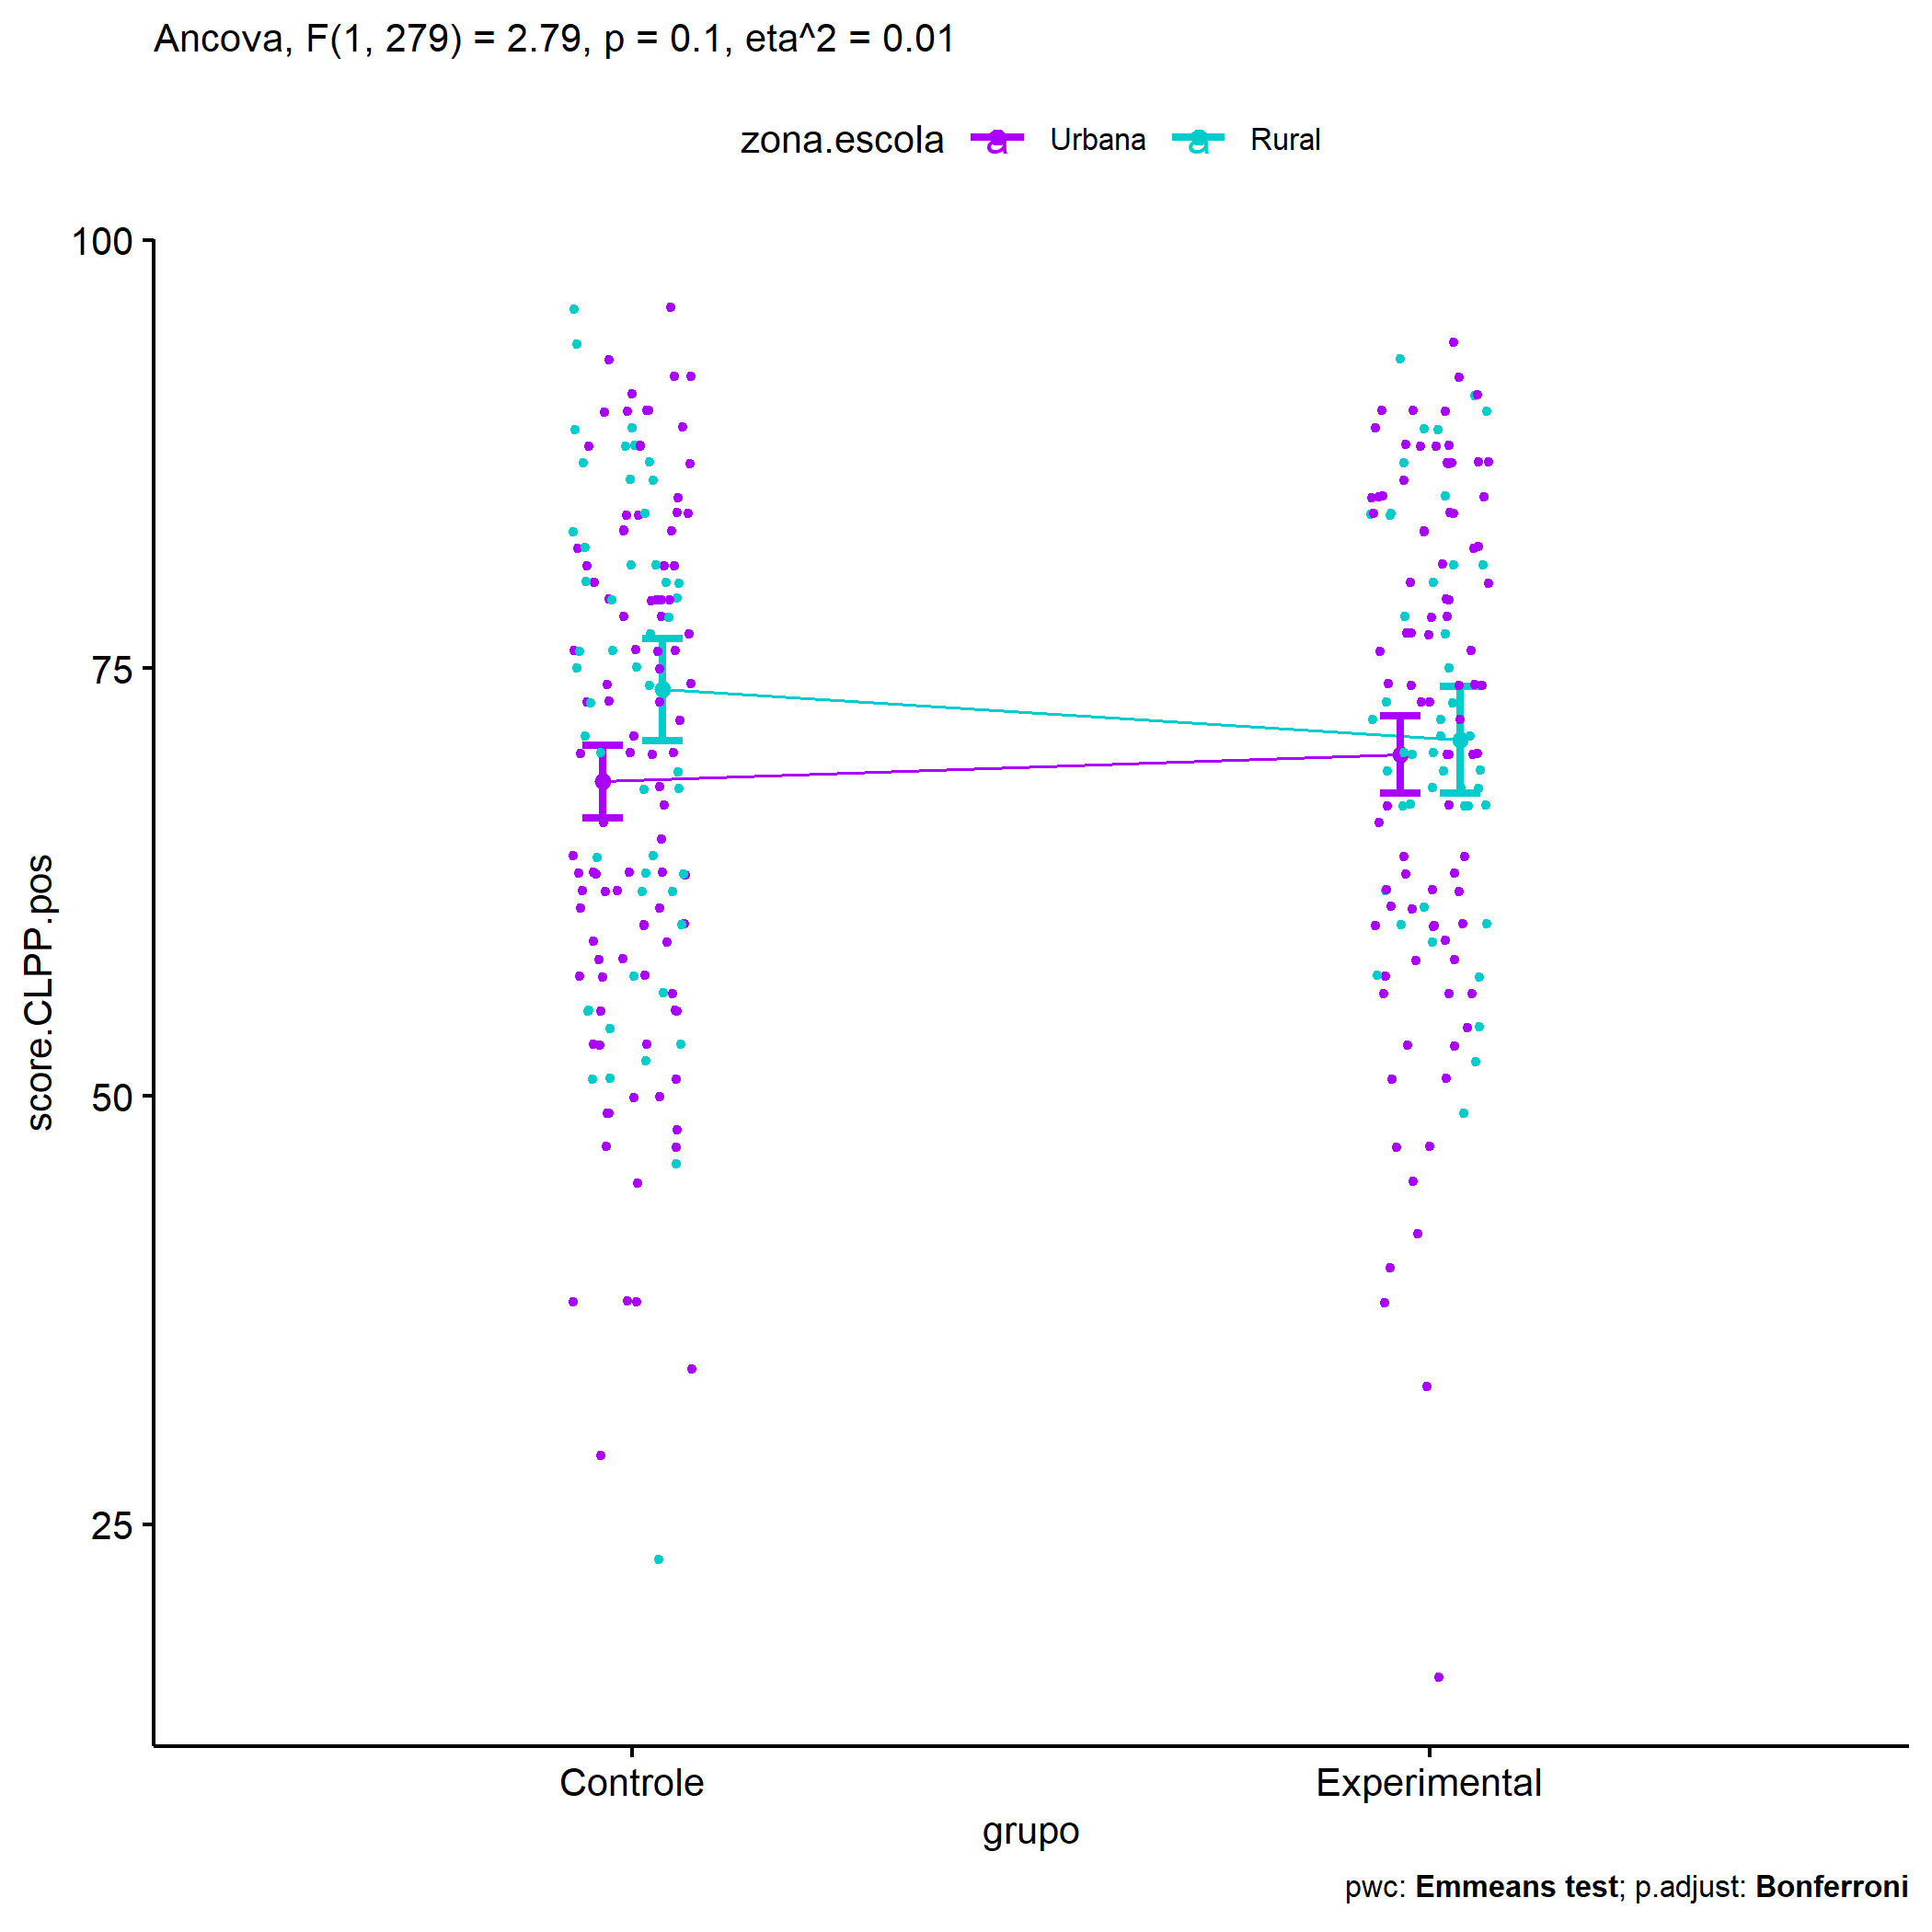 Ancova, F(1, 279) = 2.79, p = 0.1, eta^2 = 0.01
zona.escola a Urbana a Rural
100
75
50
25
score.CLPP.pos
Controle Experimental
grupo
pwc: Emmeans test; p.adjust: Bonferroni